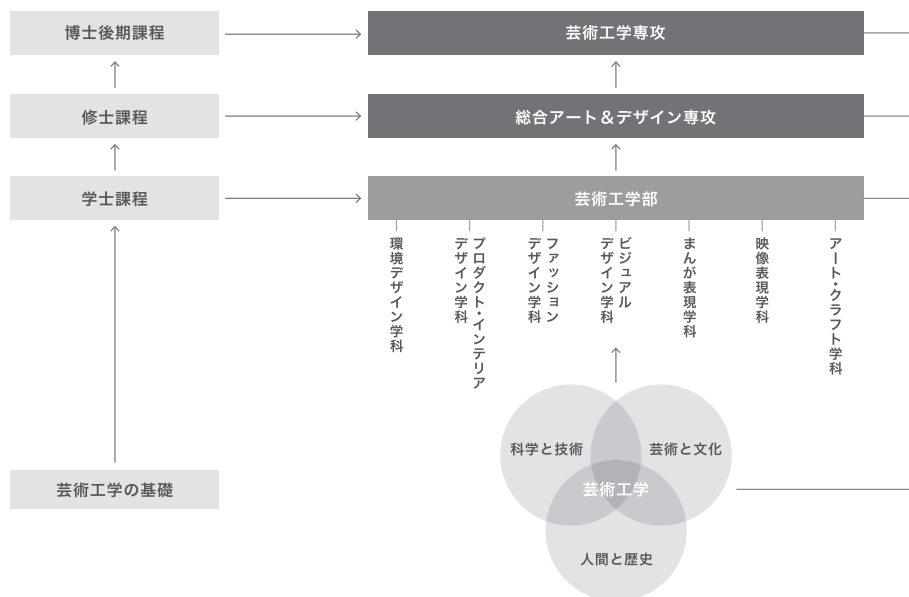 博士後期課程
芸術工学専攻
修士課程
総合アート＆デザイン専攻
学士課程
芸術工学部
環境デザイン学科
プロダクト・インテリア
デザイン学科
ファッション
デザイン学科
ビジュアル
デザイン学科
まんが表現学科
映像表現学科
アート・クラフト学科
科学と技術
芸術と文化
芸術工学の基礎
芸術工学
人間と歴史